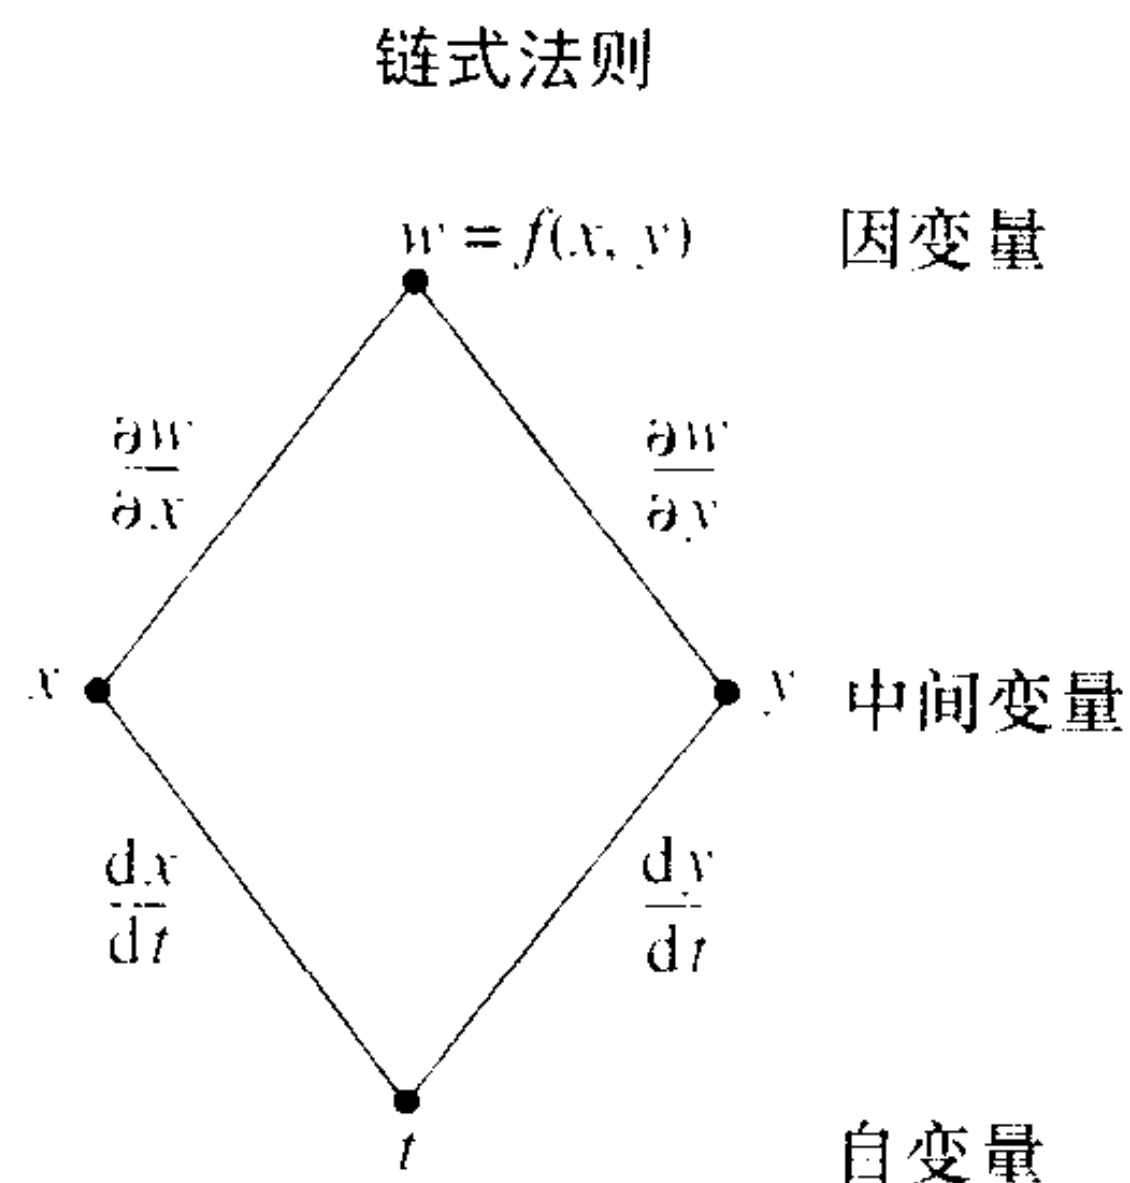 链式法则
w = f(x, y) 因变量
∂w/∂x ∂w/∂y
x y 中间变量
dx/dt dy/dt
t 自变量